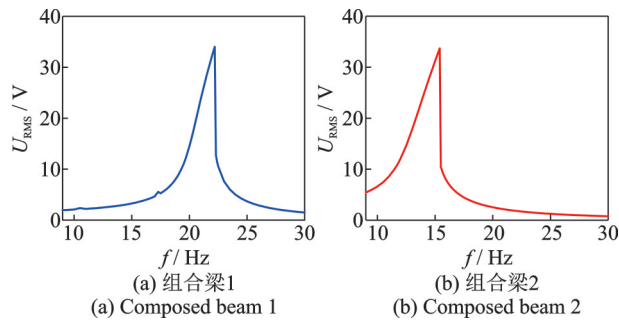 40
30
20
10
0
U_RMS / V
10 15 20 25 30
f / Hz
(a) 组合梁1
(a) Composed beam 1
40
30
20
10
0
U_RMS / V
10 15 20 25 30
f / Hz
(b) 组合梁2
(b) Composed beam 2